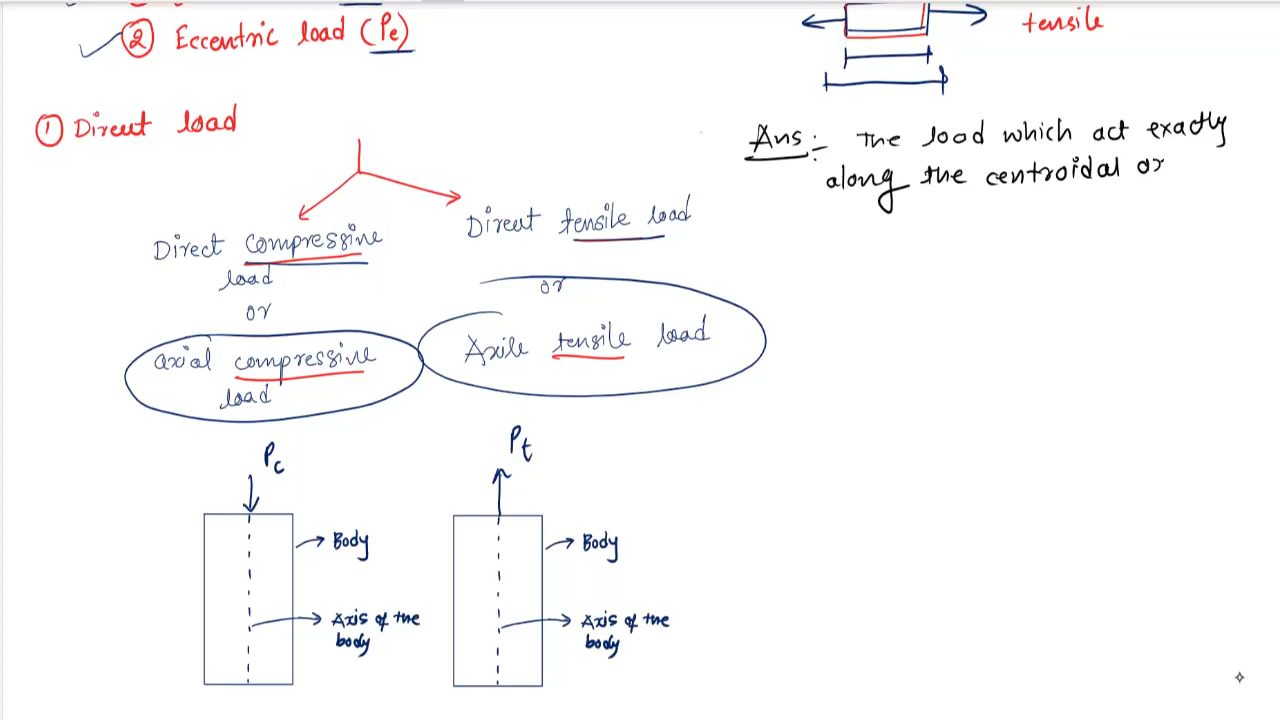 ② Eccentric load (Pe)
tensile
① Direct load
Ans:- The load which act exactly
along the centroidal or
Direct compressive
load
or
axial compressive
load
Direct tensile load
or
Axile tensile load
Pc
Body
Axis of the
body
Pt
Body
Axis of the
body